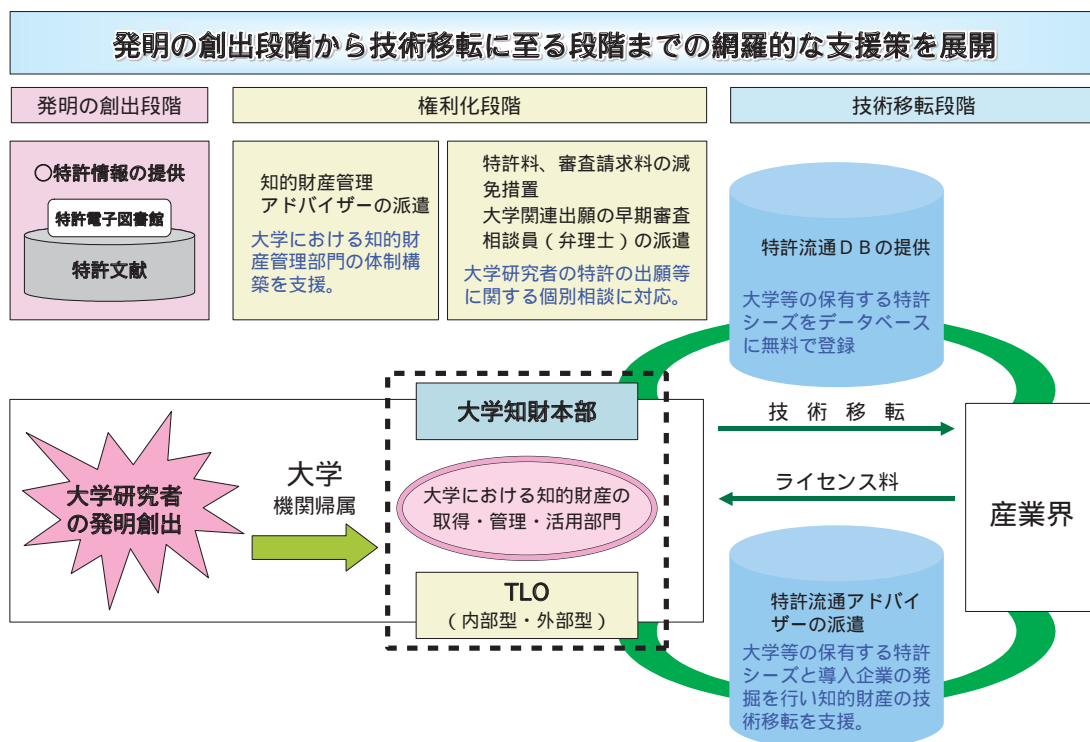 発明の創出段階から技術移転に至る段階までの網羅的な支援策を展開
発明の創出段階
権利化段階
技術移転段階
○特許情報の提供
特許電子図書館
特許文献
知的財産管理
アドバイザーの派遣
大学における知的財
産管理部門の体制構
築を支援。
特許料、審査請求料の減
免措置
大学関連出願の早期審査
相談員（弁理士）の派遣
大学研究者の特許の出願等
に関する個別相談に対応。
特許流通ＤＢの提供
大学等の保有する特許
シーズをデータベース
に無料で登録
大学研究者
の発明創出
大学
機関帰属
大学知財本部
大学における知的財産の
取得・管理・活用部門
TLO
（内部型・外部型）
技術移転
ライセンス料
産業界
特許流通アドバイ
ザーの派遣
大学等の保有する特許
シーズと導入企業の発
掘を行い知的財産の技
術移転を支援。